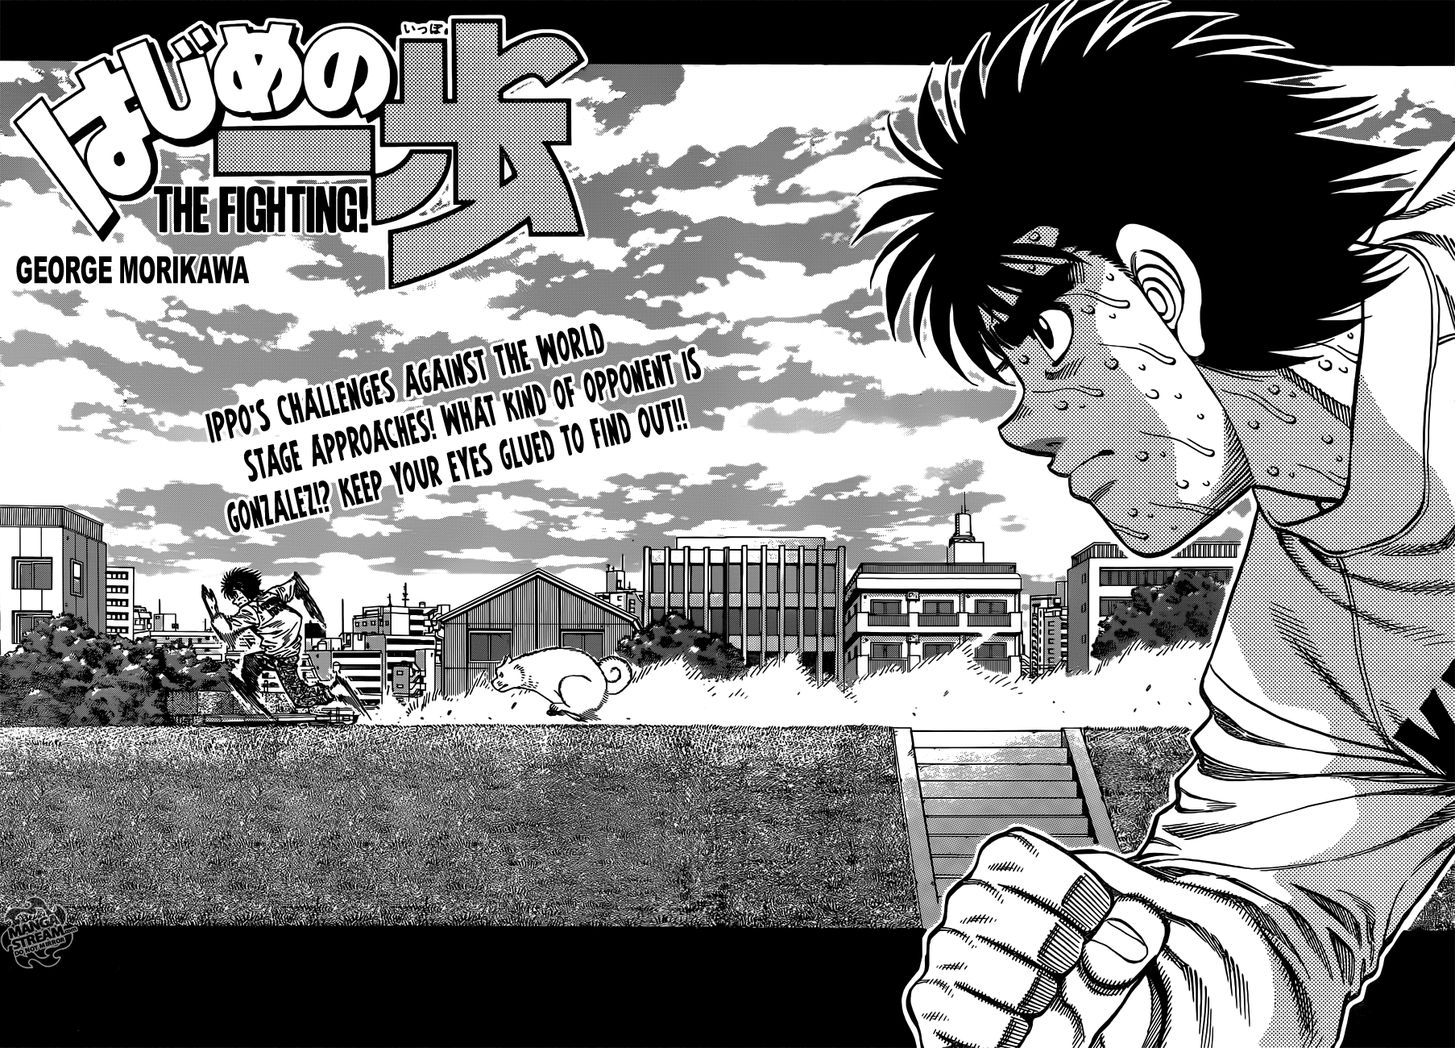 はじめの
一歩
いっぽ
THE FIGHTING!
GEORGE MORIKAWA
IPPO'S CHALLENGES AGAINST THE WORLD
STAGE APPROACHES! WHAT KIND OF OPPONENT IS
GONZALEZ!? KEEP YOUR EYES GLUED TO FIND OUT!!
MANGA
STREAM